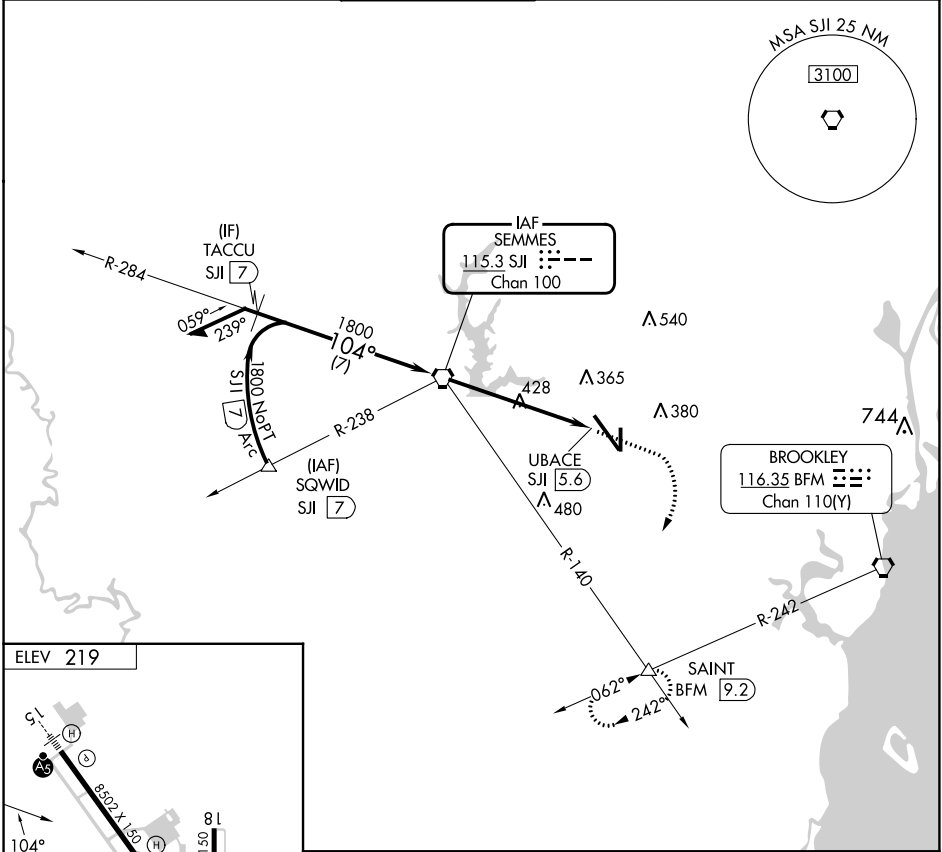 MSA SJI 25 NM
3100
(IF)
TACCU
SJI 7
R-284
059°
239°
1800
104°
(7)
1800 NoPT
SJI 7 Arc
R-238
(IAF)
SQWID
SJI 7
IAF
SEMMES
115.3 SJI
Chan 100
540
428
365
380
744
UBACE
SJI 5.6
480
BROOKLEY
116.35 BFM
Chan 110(Y)
R-140
R-242
SAINT
BFM 9.2
062°
242°
ELEV 219
15
H
P
A5
8502 X 150
H
18
150
104°